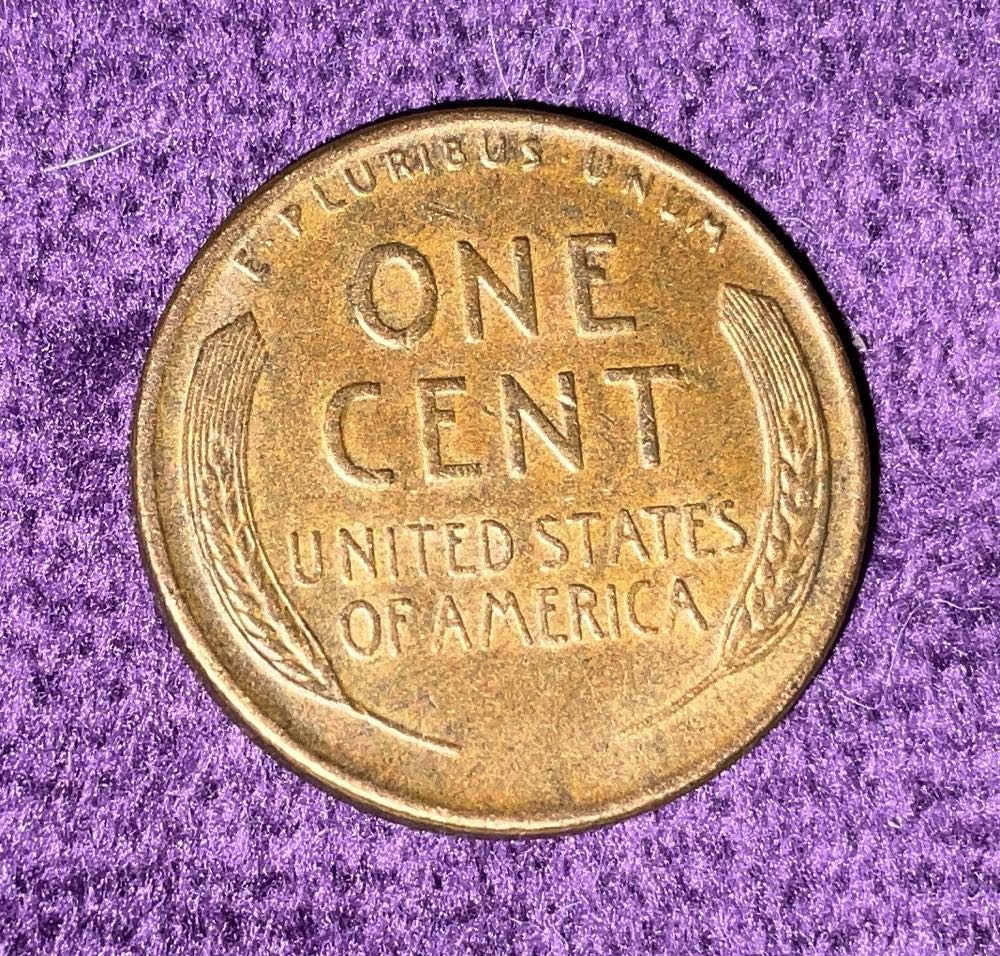 E · PLURIBUS · UNUM
ONE
CENT
UNITED STATES
OF AMERICA